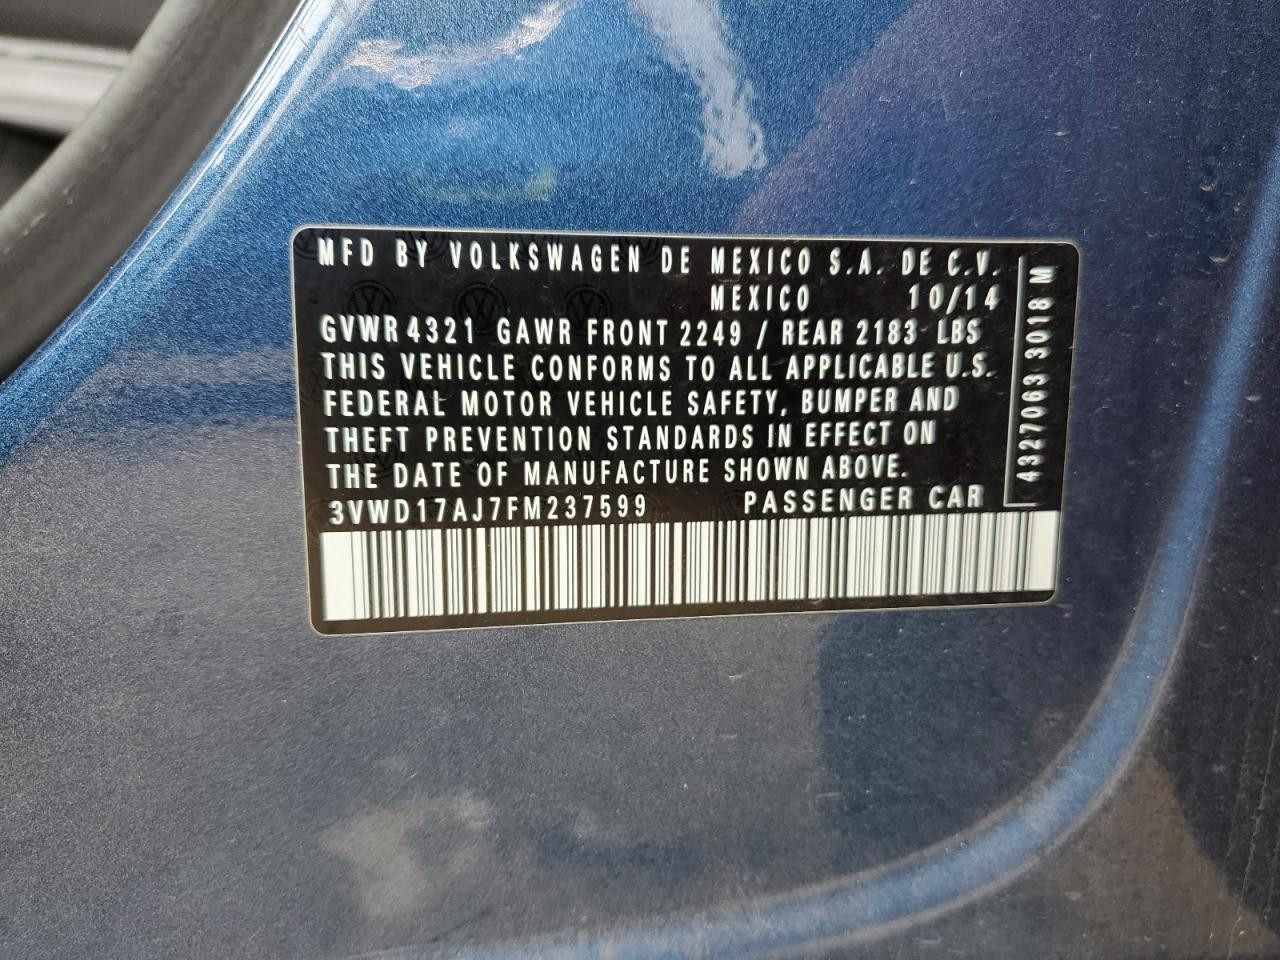 MFD BY VOLKSWAGEN DE MEXICO S.A. DE C.V.
MEXICO 10/14
GVWR 4321 GAWR FRONT 2249 / REAR 2183 LBS
THIS VEHICLE CONFORMS TO ALL APPLICABLE U.S.
FEDERAL MOTOR VEHICLE SAFETY, BUMPER AND
THEFT PREVENTION STANDARDS IN EFFECT ON
THE DATE OF MANUFACTURE SHOWN ABOVE.
3VWD17AJ7FM237599 PASSENGER CAR
4327063 3018 M